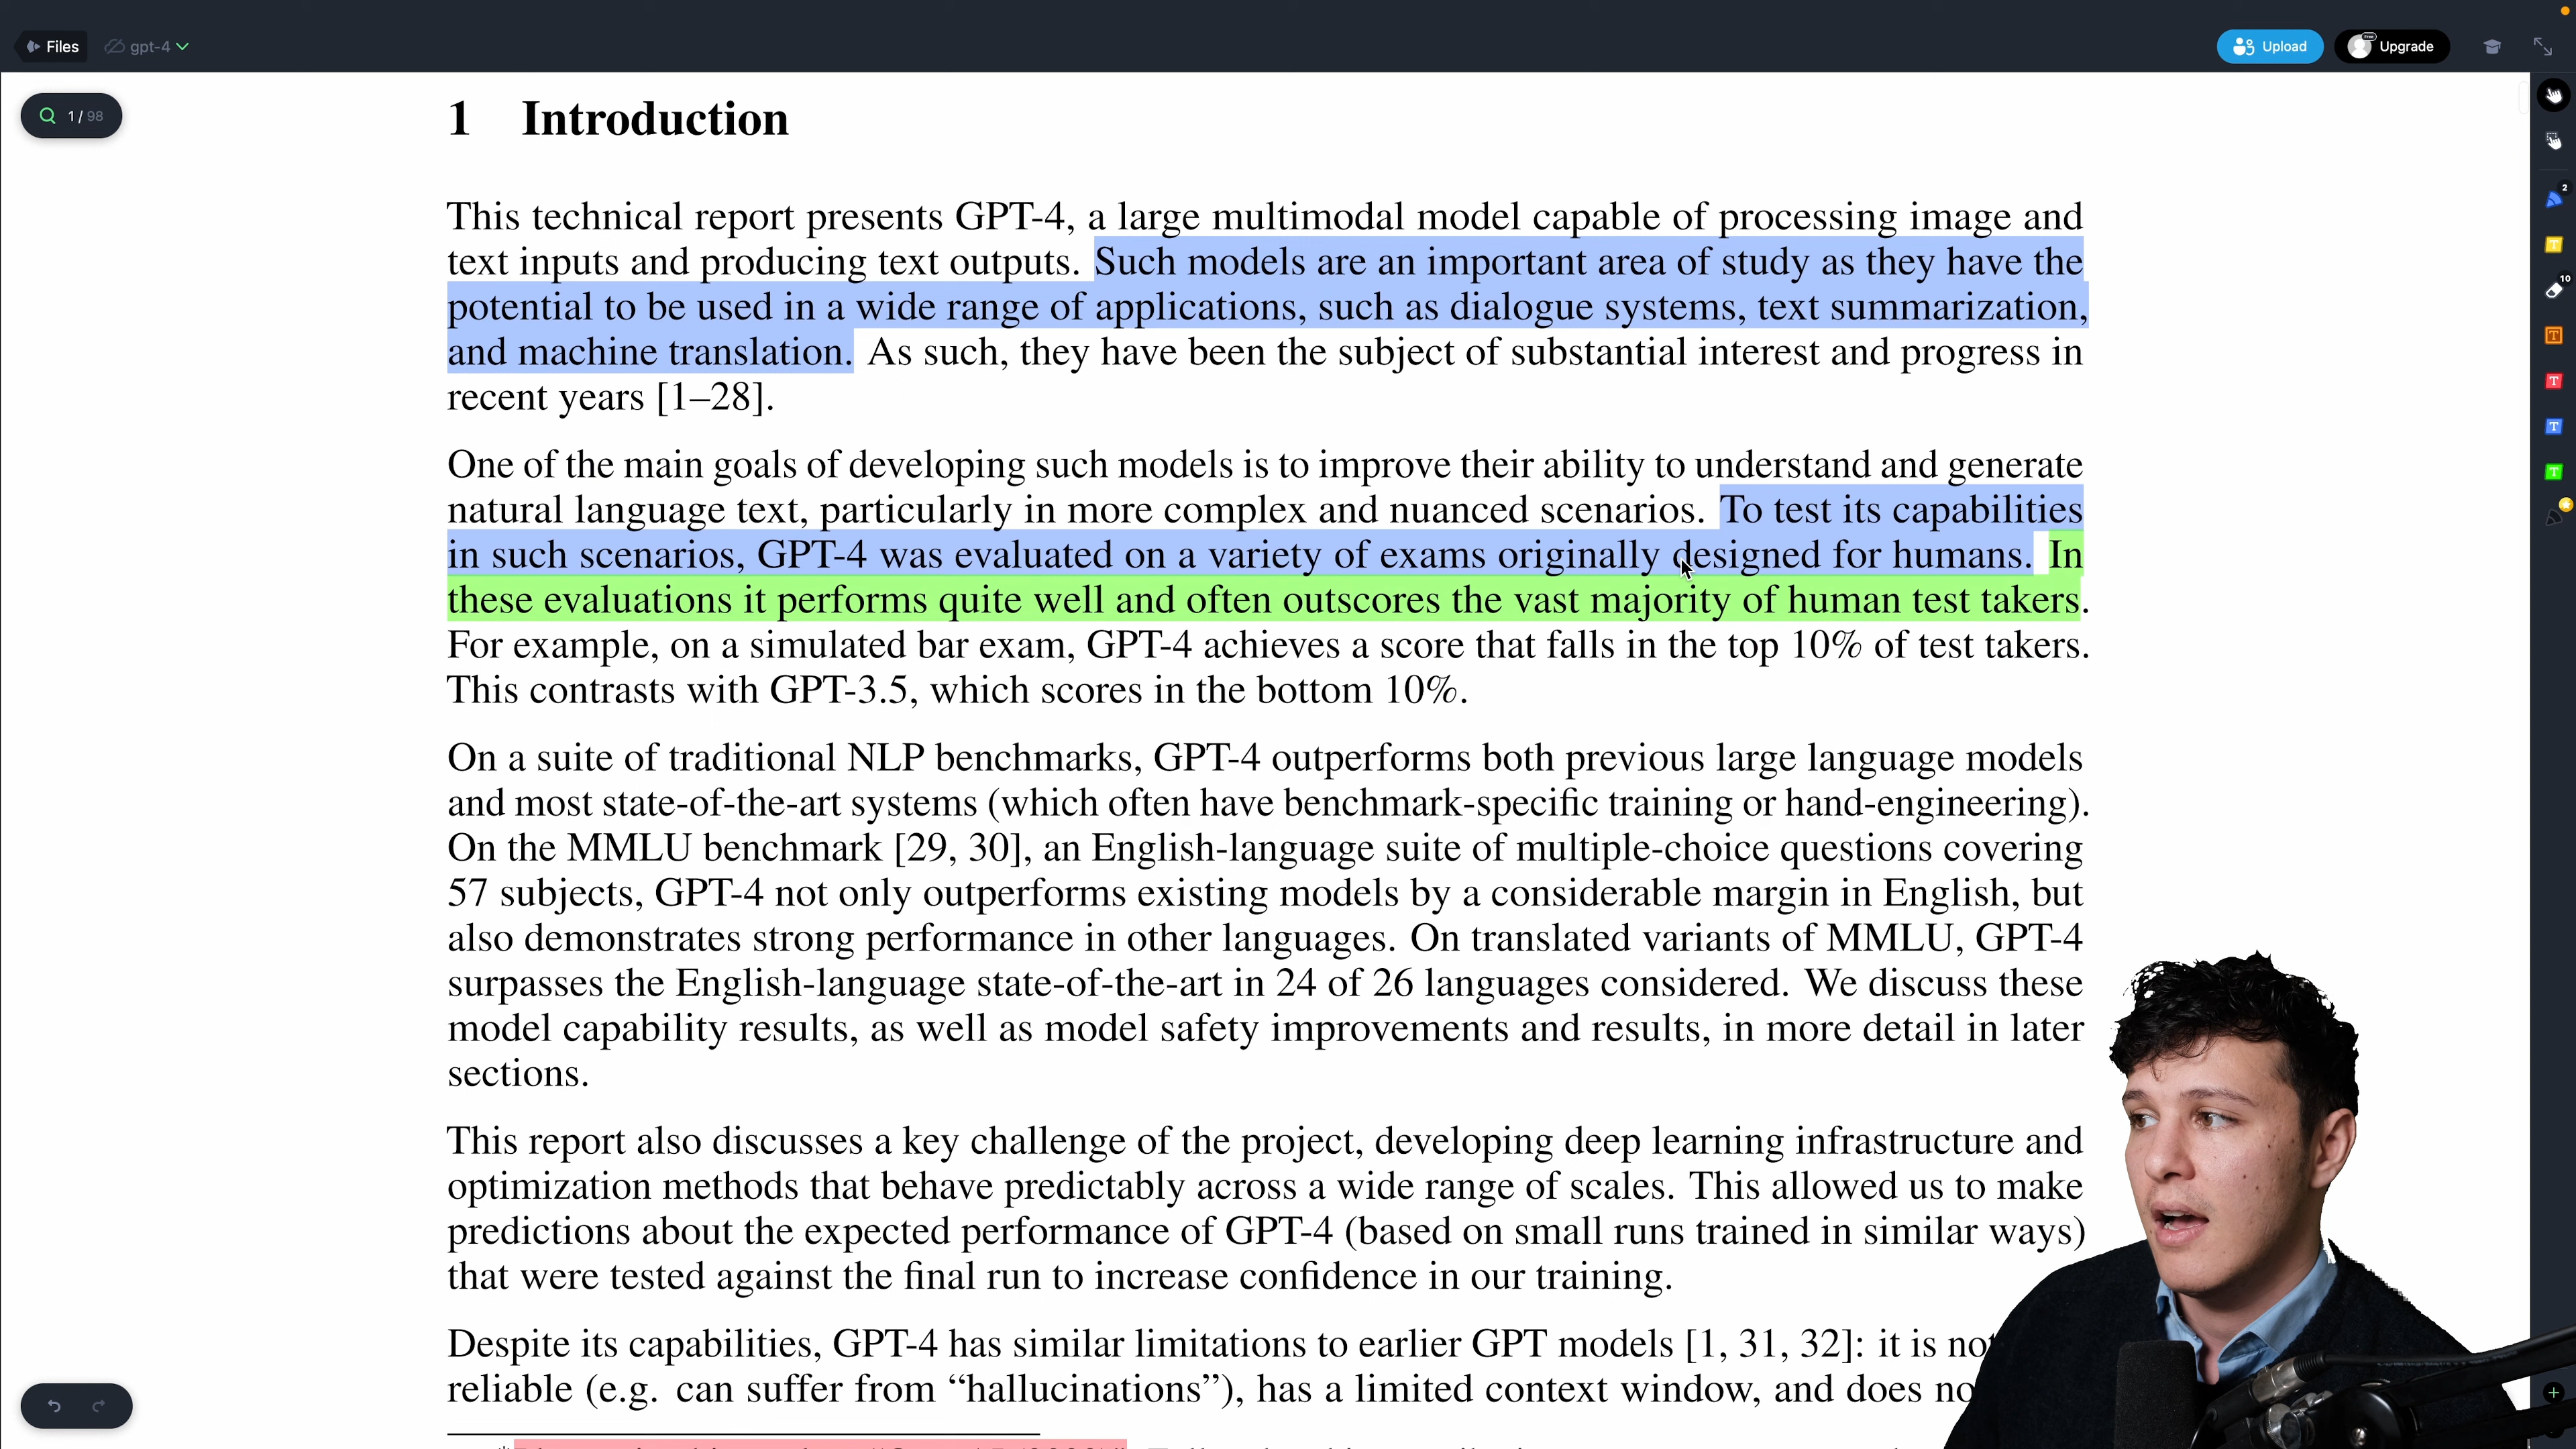 Files
gpt-4
Upload
Free
Upgrade
1 / 98
2
10
1 Introduction
This technical report presents GPT-4, a large multimodal model capable of processing image and
text inputs and producing text outputs. Such models are an important area of study as they have the
potential to be used in a wide range of applications, such as dialogue systems, text summarization,
and machine translation. As such, they have been the subject of substantial interest and progress in
recent years [1–28].
One of the main goals of developing such models is to improve their ability to understand and generate
natural language text, particularly in more complex and nuanced scenarios. To test its capabilities
in such scenarios, GPT-4 was evaluated on a variety of exams originally designed for humans. In
these evaluations it performs quite well and often outscores the vast majority of human test takers.
For example, on a simulated bar exam, GPT-4 achieves a score that falls in the top 10% of test takers.
This contrasts with GPT-3.5, which scores in the bottom 10%.
On a suite of traditional NLP benchmarks, GPT-4 outperforms both previous large language models
and most state-of-the-art systems (which often have benchmark-specific training or hand-engineering).
On the MMLU benchmark [29, 30], an English-language suite of multiple-choice questions covering
57 subjects, GPT-4 not only outperforms existing models by a considerable margin in English, but
also demonstrates strong performance in other languages. On translated variants of MMLU, GPT-4
surpasses the English-language state-of-the-art in 24 of 26 languages considered. We discuss these
model capability results, as well as model safety improvements and results, in more detail in later
sections.
This report also discusses a key challenge of the project, developing deep learning infrastructure and
optimization methods that behave predictably across a wide range of scales. This allowed us to make
predictions about the expected performance of GPT-4 (based on small runs trained in similar ways)
that were tested against the final run to increase confidence in our training.
Despite its capabilities, GPT-4 has similar limitations to earlier GPT models [1, 31, 32]: it is not
reliable (e.g. can suffer from “hallucinations”), has a limited context window, and does no